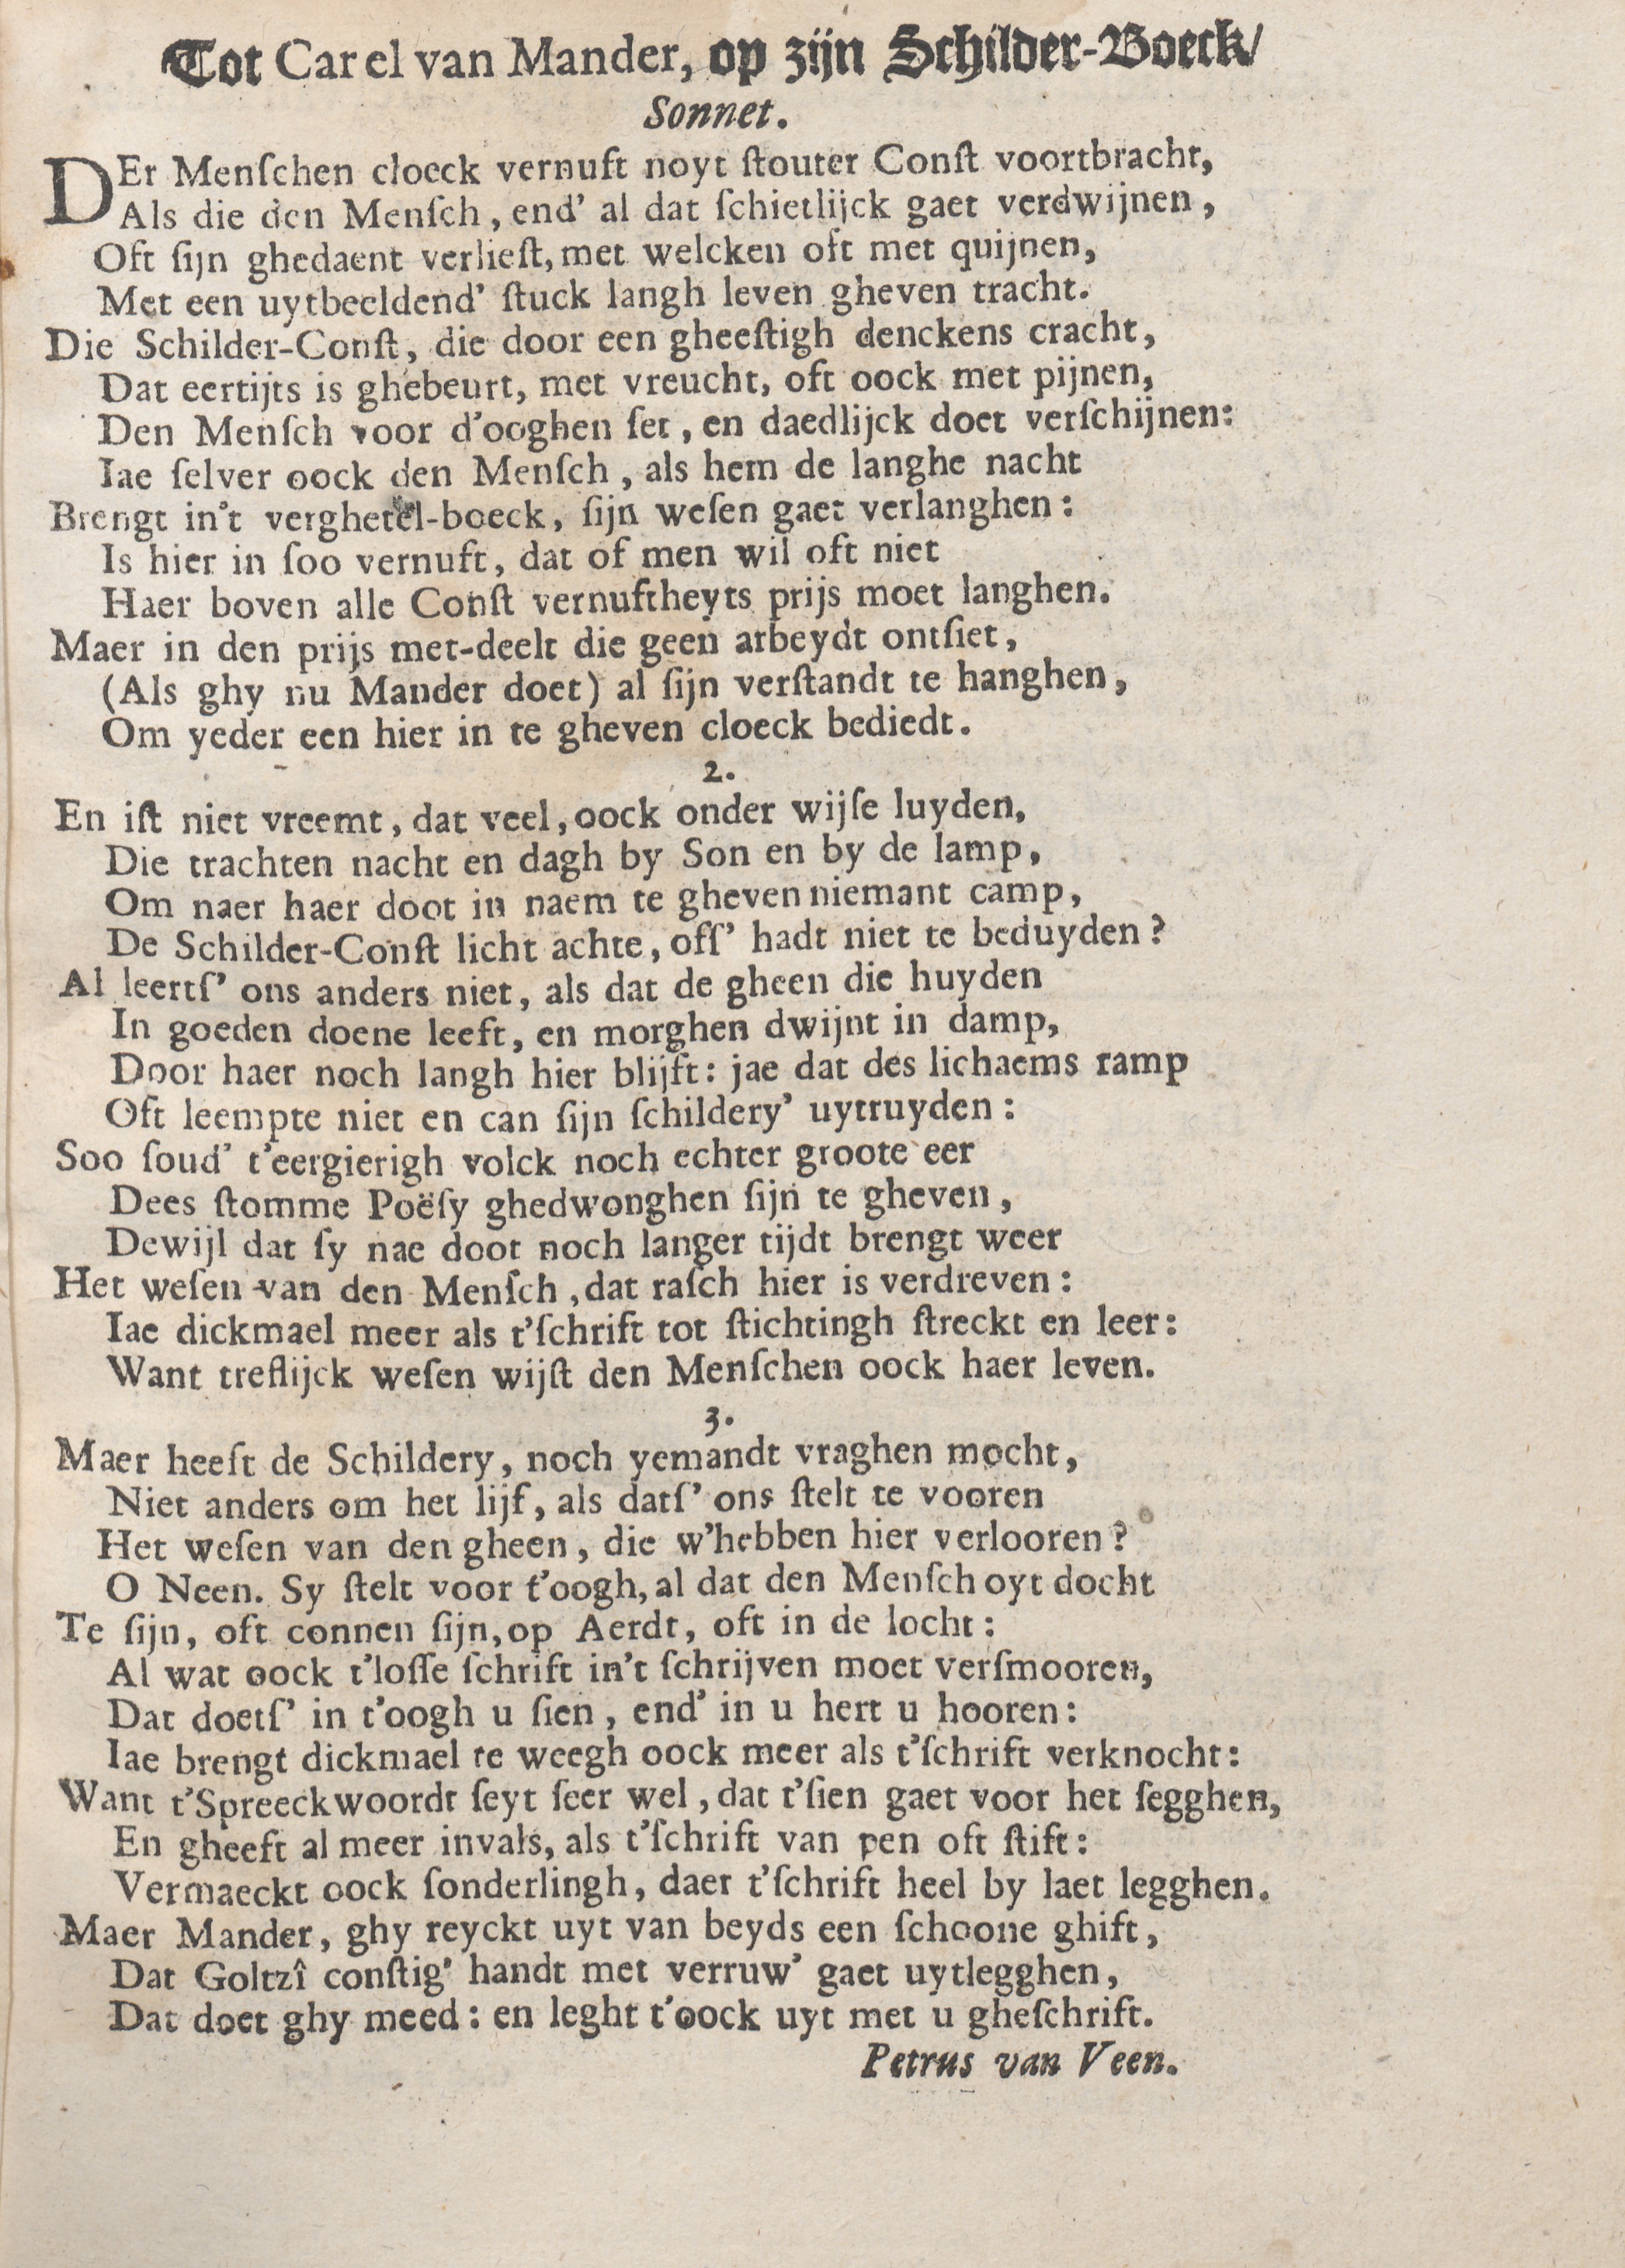 Tot Carel van Mander, op zijn Schilder-Boeck/
Sonnet.
DEr Menſchen cloeck vernuft noyt ſtouter Conſt voortbracht,
Als die den Menſch, end’ al dat ſchietlijck gaet verdwijnen,
Oft ſijn ghedaent verlieſt, met welcken oft met quijnen,
Met een uytbeeldend’ ſtuck langh leven gheven tracht.
Die Schilder-Conſt, die door een gheeſtigh denckens cracht,
Dat eertijts is ghebeurt, met vreucht, oft oock met pijnen,
Den Menſch voor d’ooghen ſet, en daedlijck doet verſchijnen:
Iae ſelver oock den Menſch, als hem de langhe nacht
Brengt in’t verghetel-boeck, ſijn weſen gaet verlanghen:
Is hier in ſoo vernuft, dat of men wil oft niet
Haer boven alle Conſt vernuftheyts prijs moet langhen.
Maer in den prijs met-deelt die geen arbeydt ontſiet,
(Als ghy nu Mander doet) al ſijn verſtandt te hanghen,
Om yeder een hier in te gheven cloeck bediedt.
2.
En iſt niet vreemt, dat veel, oock onder wijſe luyden,
Die trachten nacht en dagh by Son en by de lamp,
Om naer haer doot in naem te gheven niemant camp,
De Schilder-Conſt licht achte, ofſ’ hadt niet te beduyden?
Al leertſ’ ons anders niet, als dat de gheen die huyden
In goeden doene leeft, en morghen dwijnt in damp,
Door haer noch langh hier blijft: jae dat des lichaems ramp
Oft leempte niet en can ſijn ſchildery’ uytruyden:
Soo ſoud’ t’eergierigh volck noch echter groote eer
Dees ſtomme Poëſy ghedwonghen ſijn te gheven,
Dewijl dat ſy nae doot noch langer tijdt brengt weer
Het weſen van den Menſch, dat raſch hier is verdreven:
Iae dickmael meer als t’ſchrift tot ſtichtingh ſtreckt en leer:
Want treflijck weſen wijſt den Menſchen oock haer leven.
3.
Maer heeft de Schildery, noch yemandt vraghen mocht,
Niet anders om het lijf, als datſ’ ons ſtelt te vooren
Het weſen van den gheen, die w’hebben hier verlooren?
O Neen. Sy ſtelt voor t’oogh, al dat den Menſch oyt docht
Te ſijn, oft connen ſijn, op Aerdt, oft in de locht:
Al wat oock t’loſſe ſchrift in’t ſchrijven moet verſmooren,
Dat doetſ’ in t’oogh u ſien, end’ in u hert u hooren:
Iae brengt dickmael te weegh oock meer als t’ſchrift verknocht:
Want t’Spreeckwoordt ſeyt ſeer wel, dat t’ſien gaet voor het ſegghen,
En gheeft al meer invals, als t’ſchrift van pen oft ſtift:
Vermaeckt oock ſonderlingh, daer t’ſchrift heel by laet legghen.
Maer Mander, ghy reyckt uyt van beyds een ſchoone ghift,
Dat Goltzî conſtig’ handt met verruw’ gaet uytlegghen,
Dat doet ghy meed: en leght t’oock uyt met u gheſchrift.
Petrus van Veen.